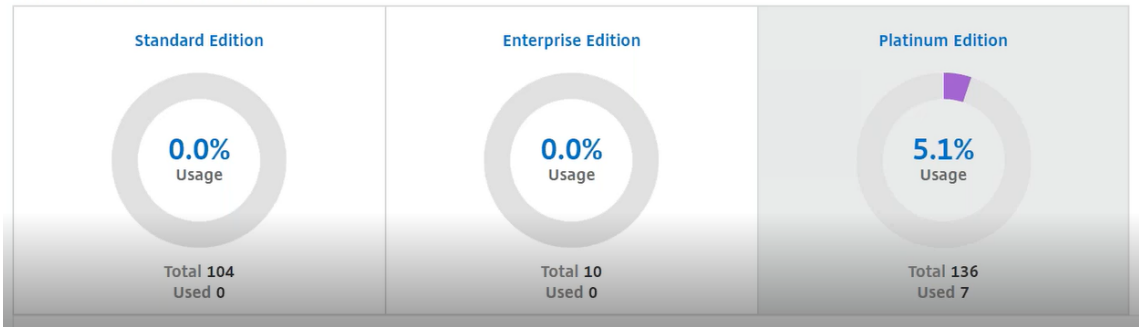 Standard Edition
0.0%
Usage
Total 104
Used 0
Enterprise Edition
0.0%
Usage
Total 10
Used 0
Platinum Edition
5.1%
Usage
Total 136
Used 7